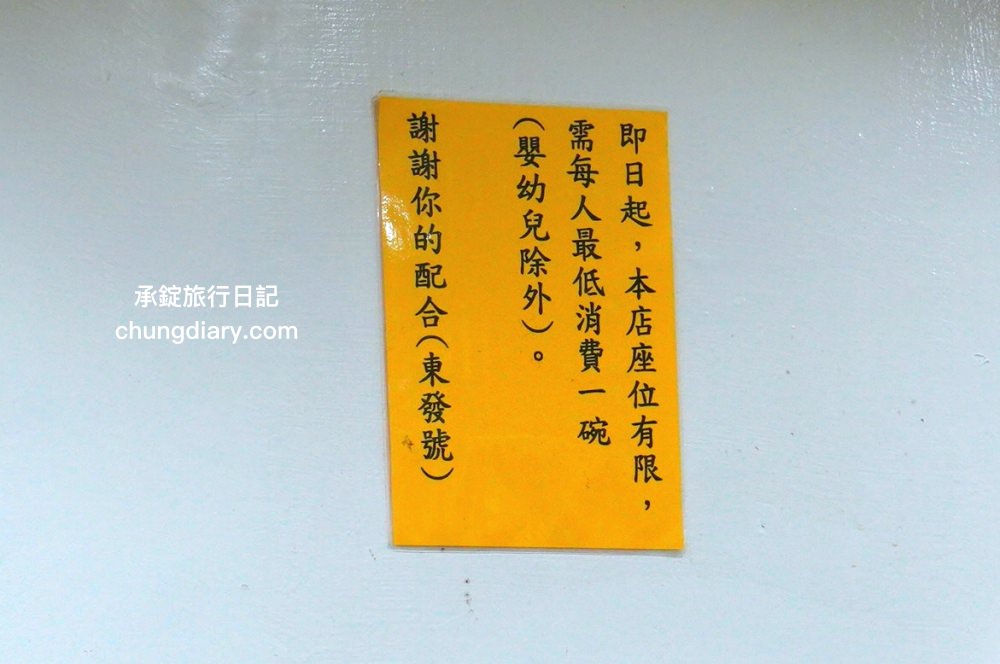 即日起，本店座位有限，
需每人最低消費一碗
（嬰幼兒除外）。
謝謝你的配合（東發號）
承錠旅行日記
chungdiary.com